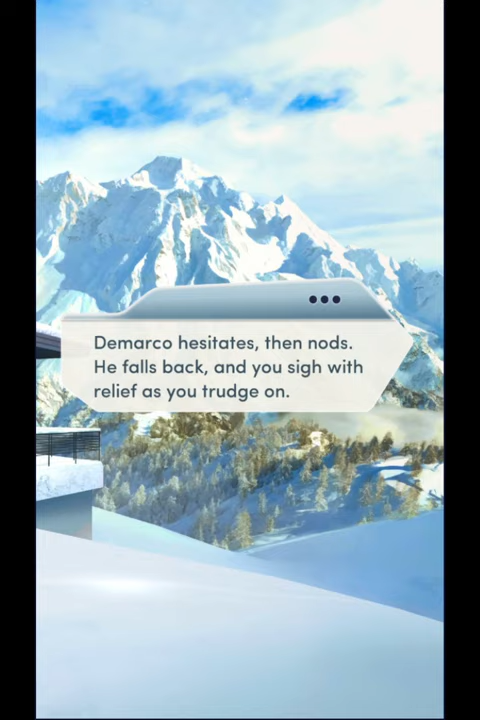 Demarco hesitates, then nods.
He falls back, and you sigh with
relief as you trudge on.